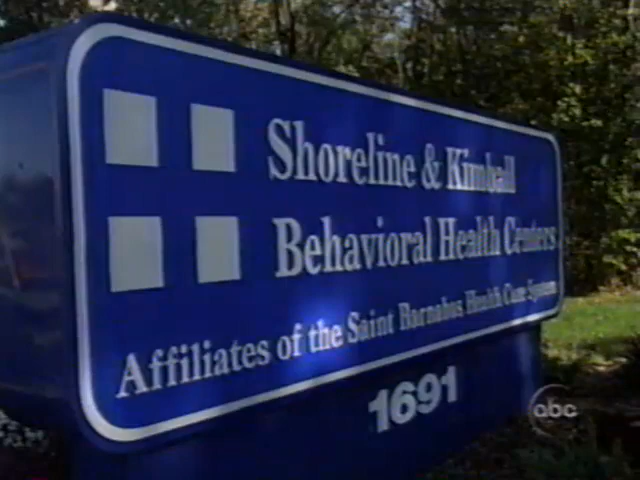 Shoreline & Kimball
Behavioral Health Centers
Affiliates of the Saint Barnabas Health Care System
1691
abc